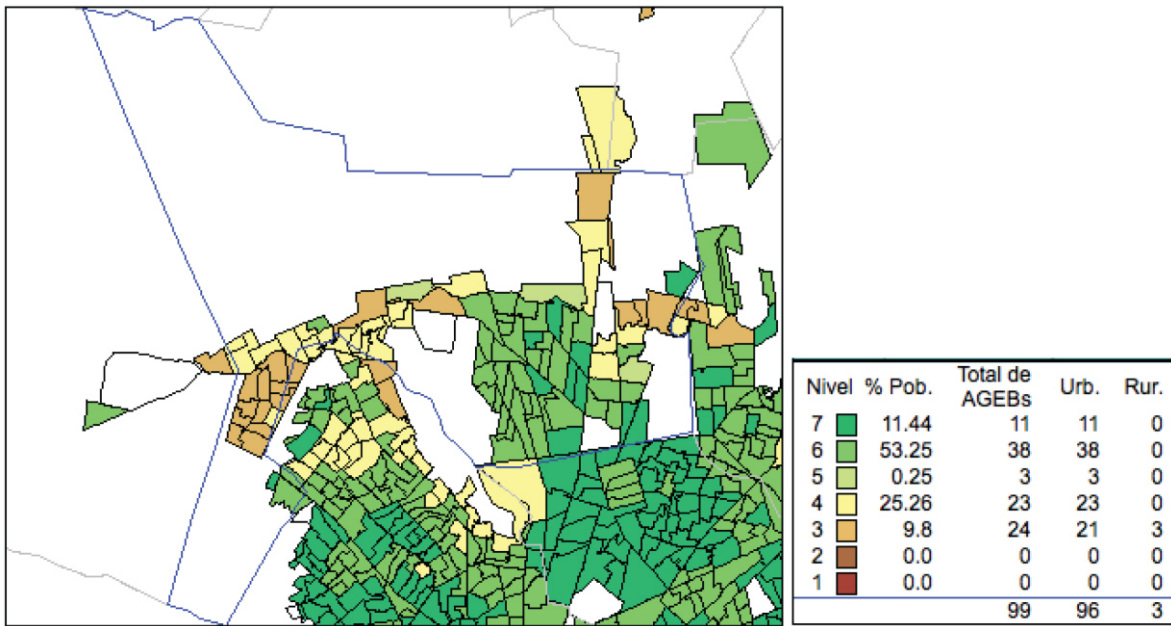 Nivel % Pob. Total de AGEBs Urb. Rur.
7 11.44 11 11 0
6 53.25 38 38 0
5 0.25 3 3 0
4 25.26 23 23 0
3 9.8 24 21 3
2 0.0 0 0 0
1 0.0 0 0 0
99 96 3